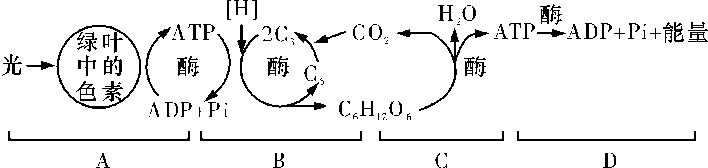 [H]
H₂O
光
绿叶
中的
色素
ATP
酶
ADP+Pi
2C₃
酶
C₅
CO₂
C₆H₁₂O₆
酶
ATP 酶 ADP+Pi+能量
A
B
C
D